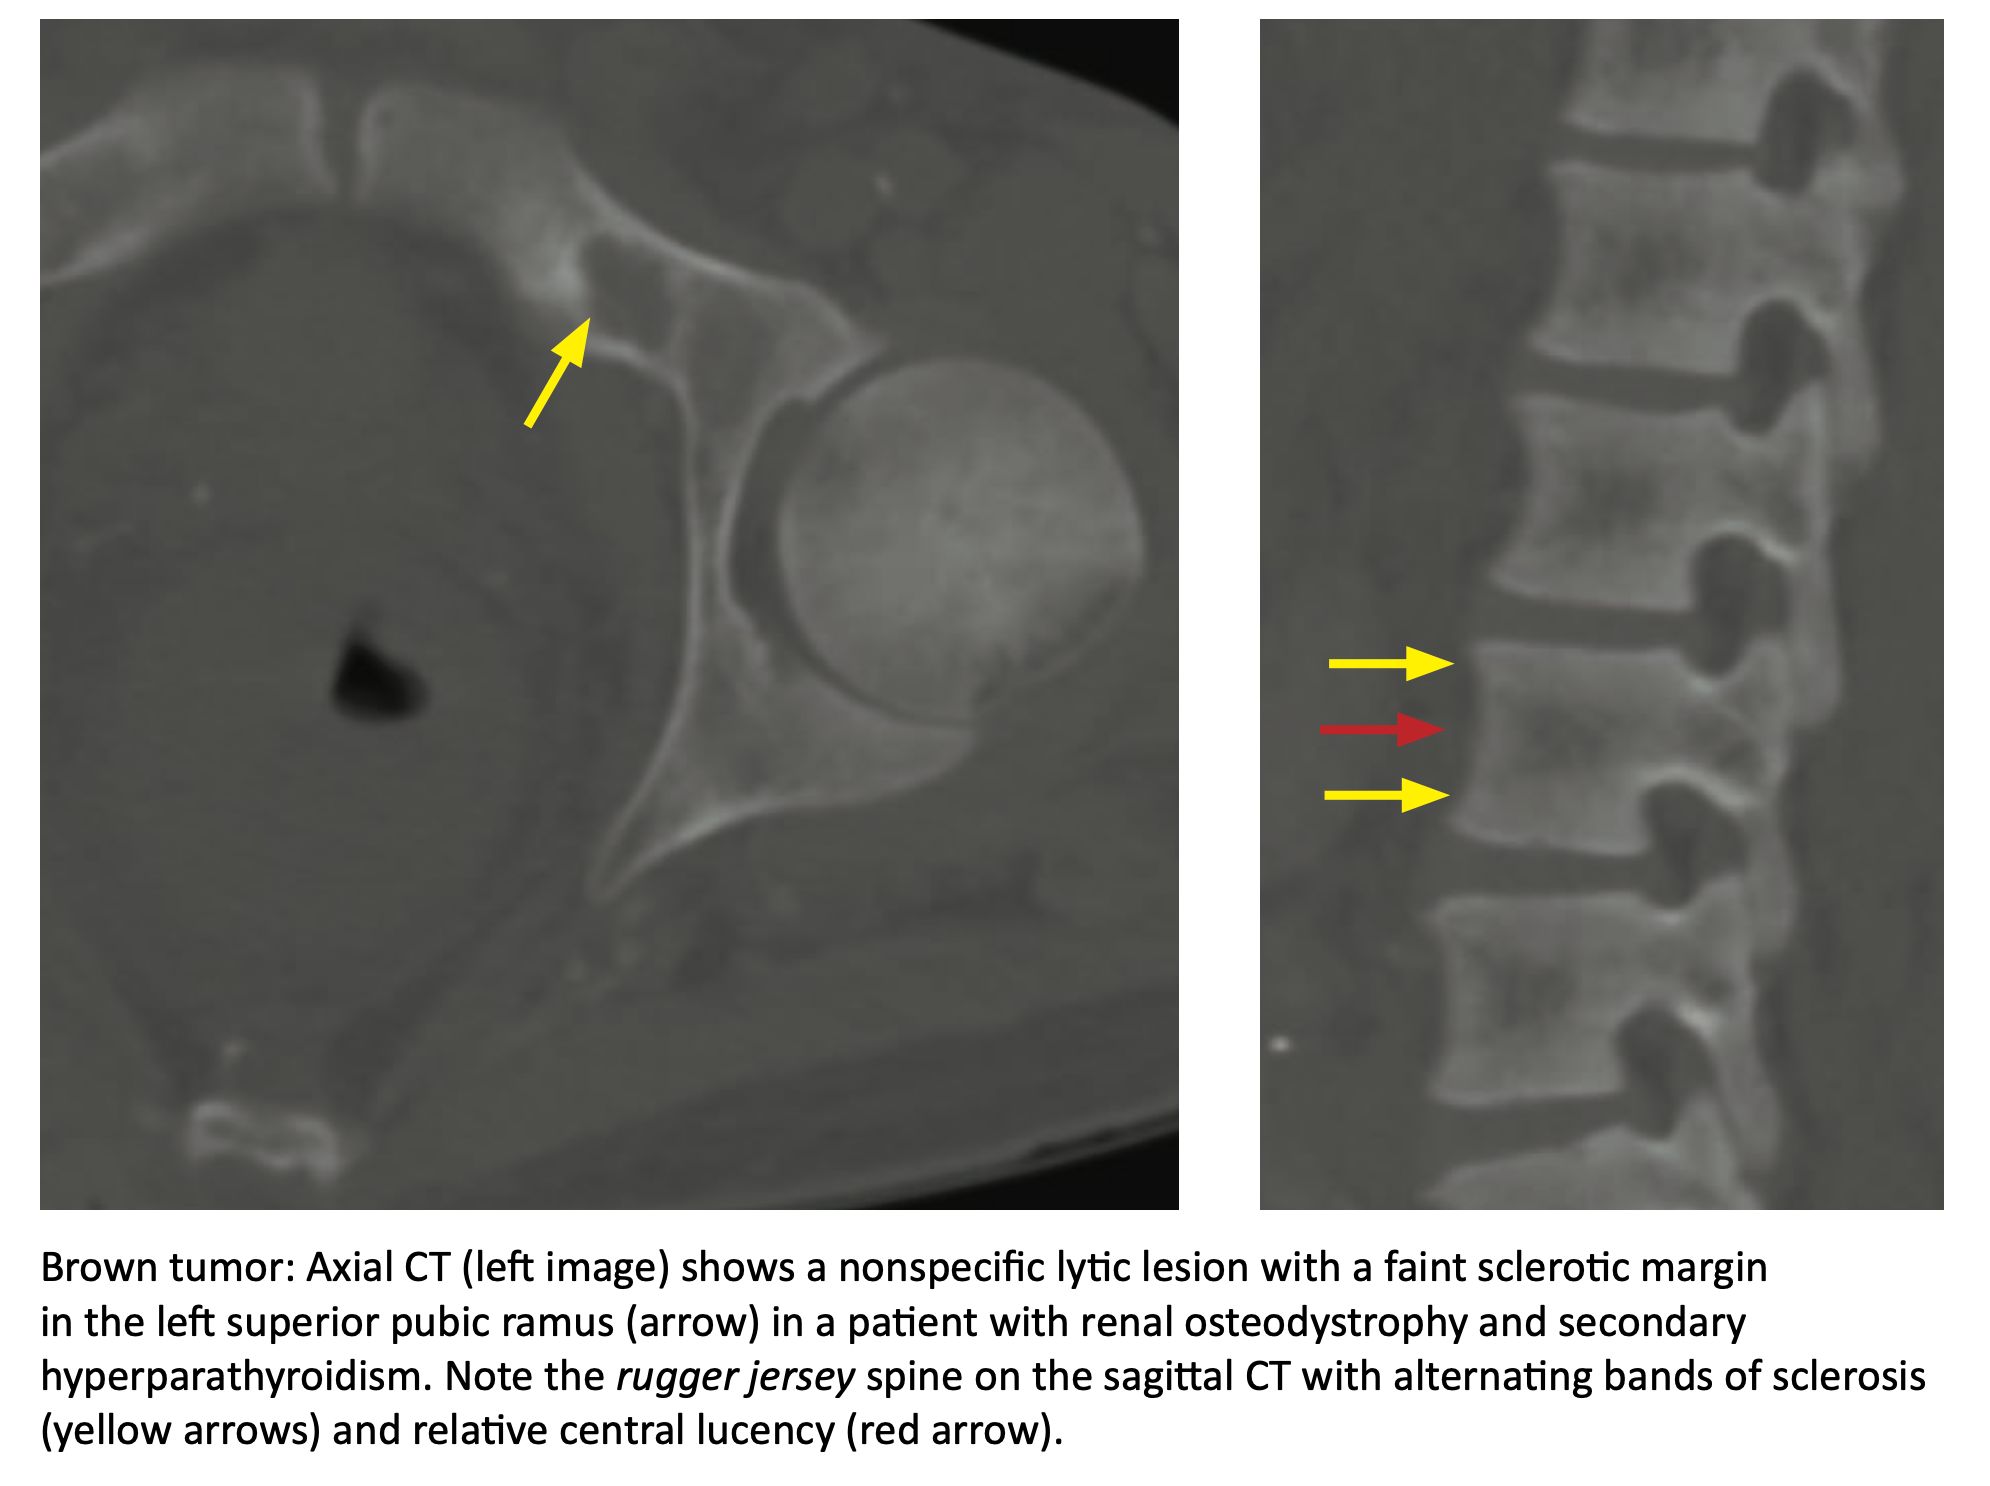 Brown tumor: Axial CT (left image) shows a nonspecific lytic lesion with a faint sclerotic margin
in the left superior pubic ramus (arrow) in a patient with renal osteodystrophy and secondary
hyperparathyroidism. Note the rugger jersey spine on the sagittal CT with alternating bands of sclerosis
(yellow arrows) and relative central lucency (red arrow).